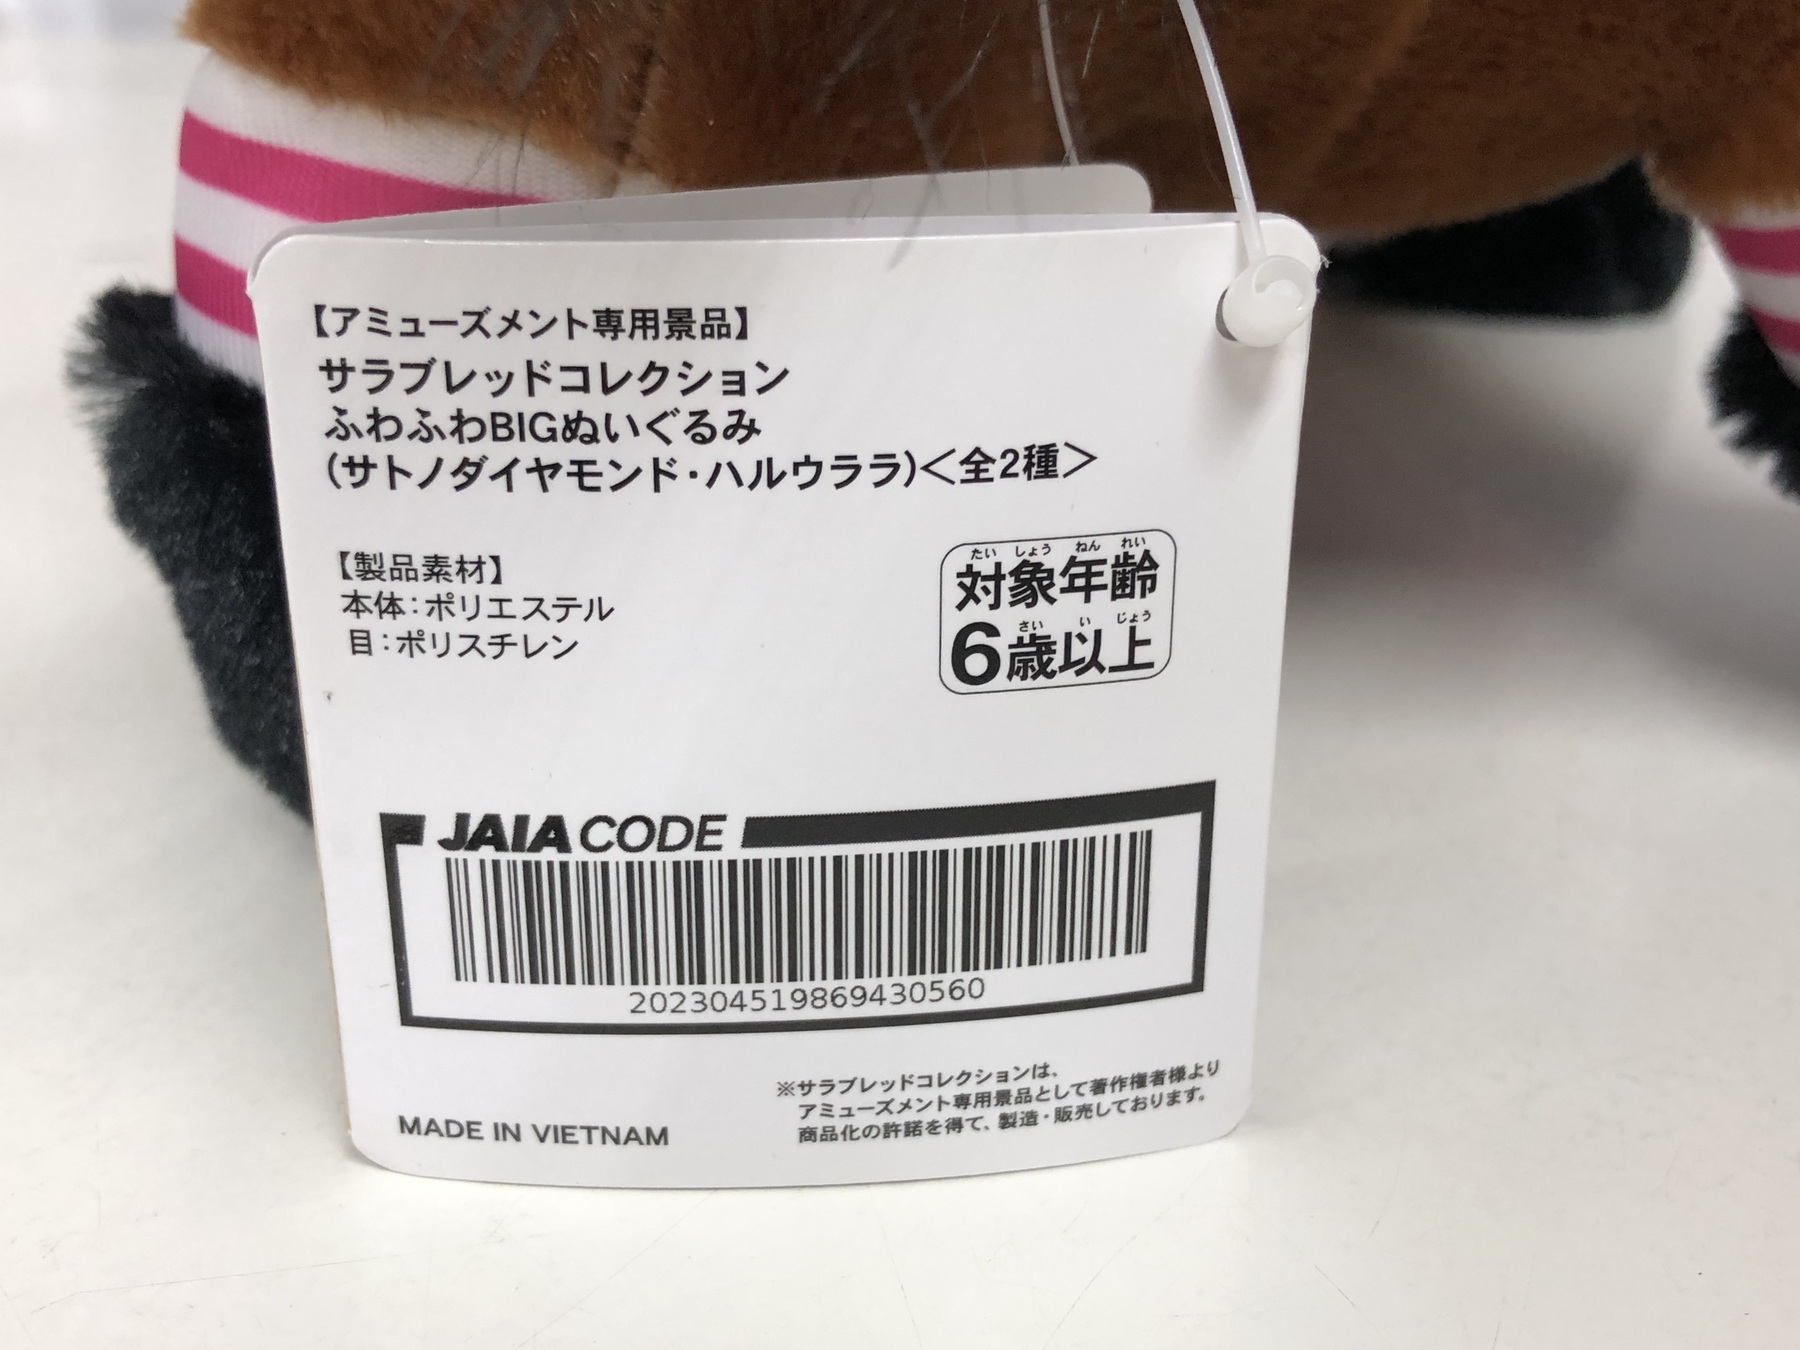 【アミューズメント専用景品】
サラブレッドコレクション
ふわふわBIGぬいぐるみ
(サトノダイヤモンド・ハルウララ)＜全2種＞
【製品素材】
本体：ポリエステル
目：ポリスチレン
たい しょう ねん れい
対象年齢
さい い じょう
6歳以上
JAIA CODE
202304519869430560
MADE IN VIETNAM
※サラブレッドコレクションは、
アミューズメント専用景品として著作権者様より
商品化の許諾を得て、製造・販売しております。